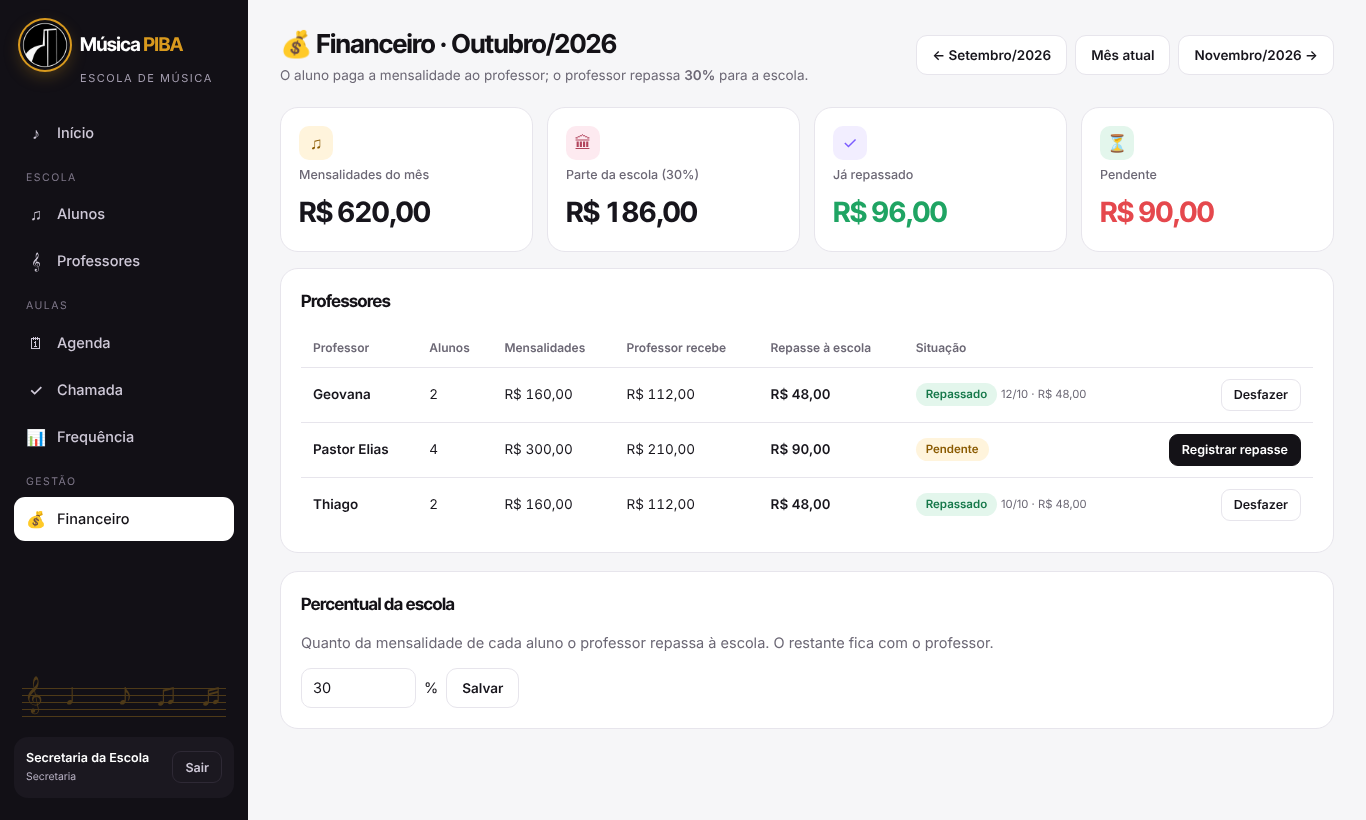 Música PIBA
ESCOLA DE MÚSICA
Início
ESCOLA
Alunos
Professores
AULAS
Agenda
Chamada
Frequência
GESTÃO
Financeiro
Secretaria da Escola
Secretaria
Sair
Financeiro · Outubro/2026
O aluno paga a mensalidade ao professor; o professor repassa 30% para a escola.
← Setembro/2026
Mês atual
Novembro/2026 →
Mensalidades do mês
R$ 620,00
Parte da escola (30%)
R$ 186,00
Já repassado
R$ 96,00
Pendente
R$ 90,00
Professores
Professor Alunos Mensalidades Professor recebe Repasse à escola Situação
Geovana 2 R$ 160,00 R$ 112,00 R$ 48,00 Repassado 12/10 · R$ 48,00 Desfazer
Pastor Elias 4 R$ 300,00 R$ 210,00 R$ 90,00 Pendente Registrar repasse
Thiago 2 R$ 160,00 R$ 112,00 R$ 48,00 Repassado 10/10 · R$ 48,00 Desfazer
Percentual da escola
Quanto da mensalidade de cada aluno o professor repassa à escola. O restante fica com o professor.
30 % Salvar